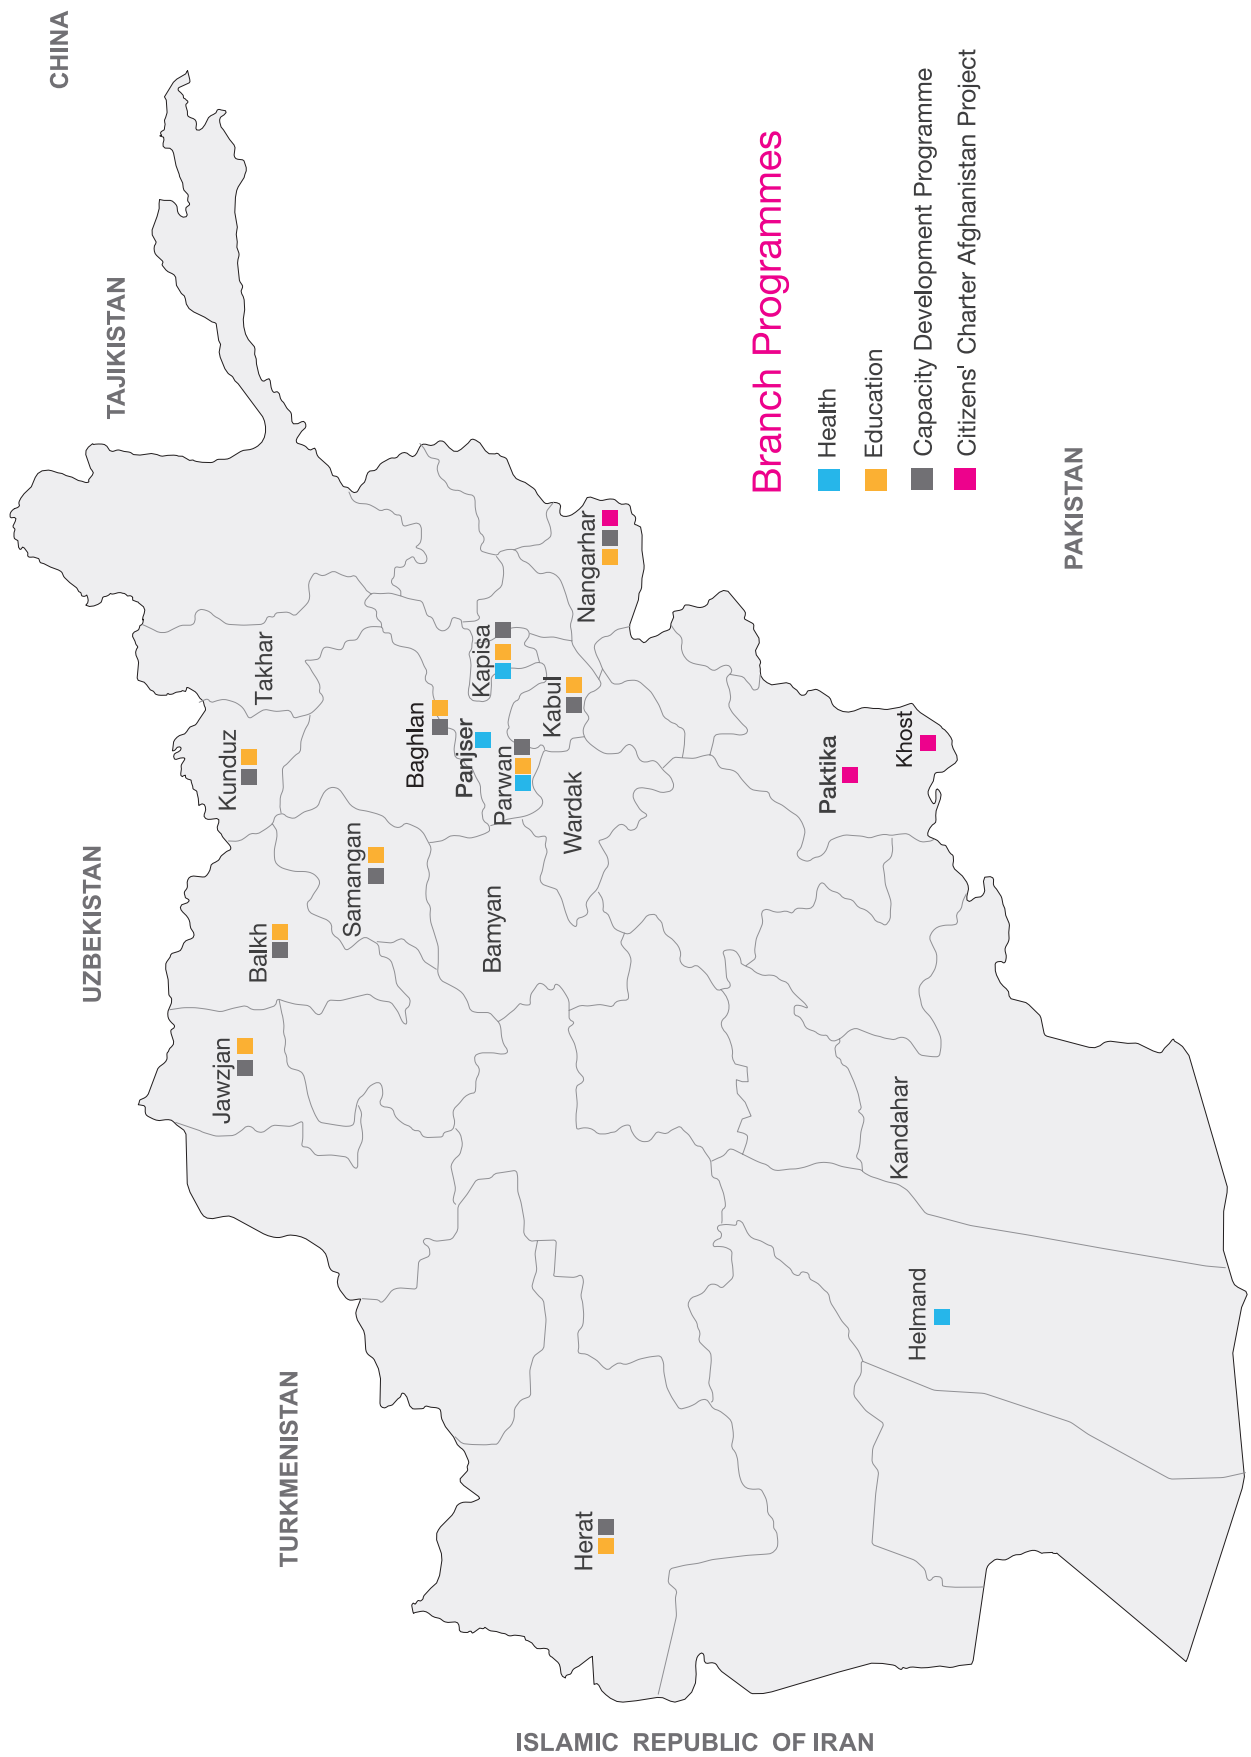 CHINA
TAJIKISTAN
UZBEKISTAN
TURKMENISTAN
Takhar
Kunduz
Balkh
Jawzjan
Samangan
Baghlan
Panjser
Kapisa
Parwan
Bamyan
Nangarhar
Kabul
Wardak
Herat
Paktika
Khost
Kandahar
Helmand
PAKISTAN
ISLAMIC REPUBLIC OF IRAN
Branch Programmes
Health
Education
Capacity Development Programme
Citizens' Charter Afghanistan Project